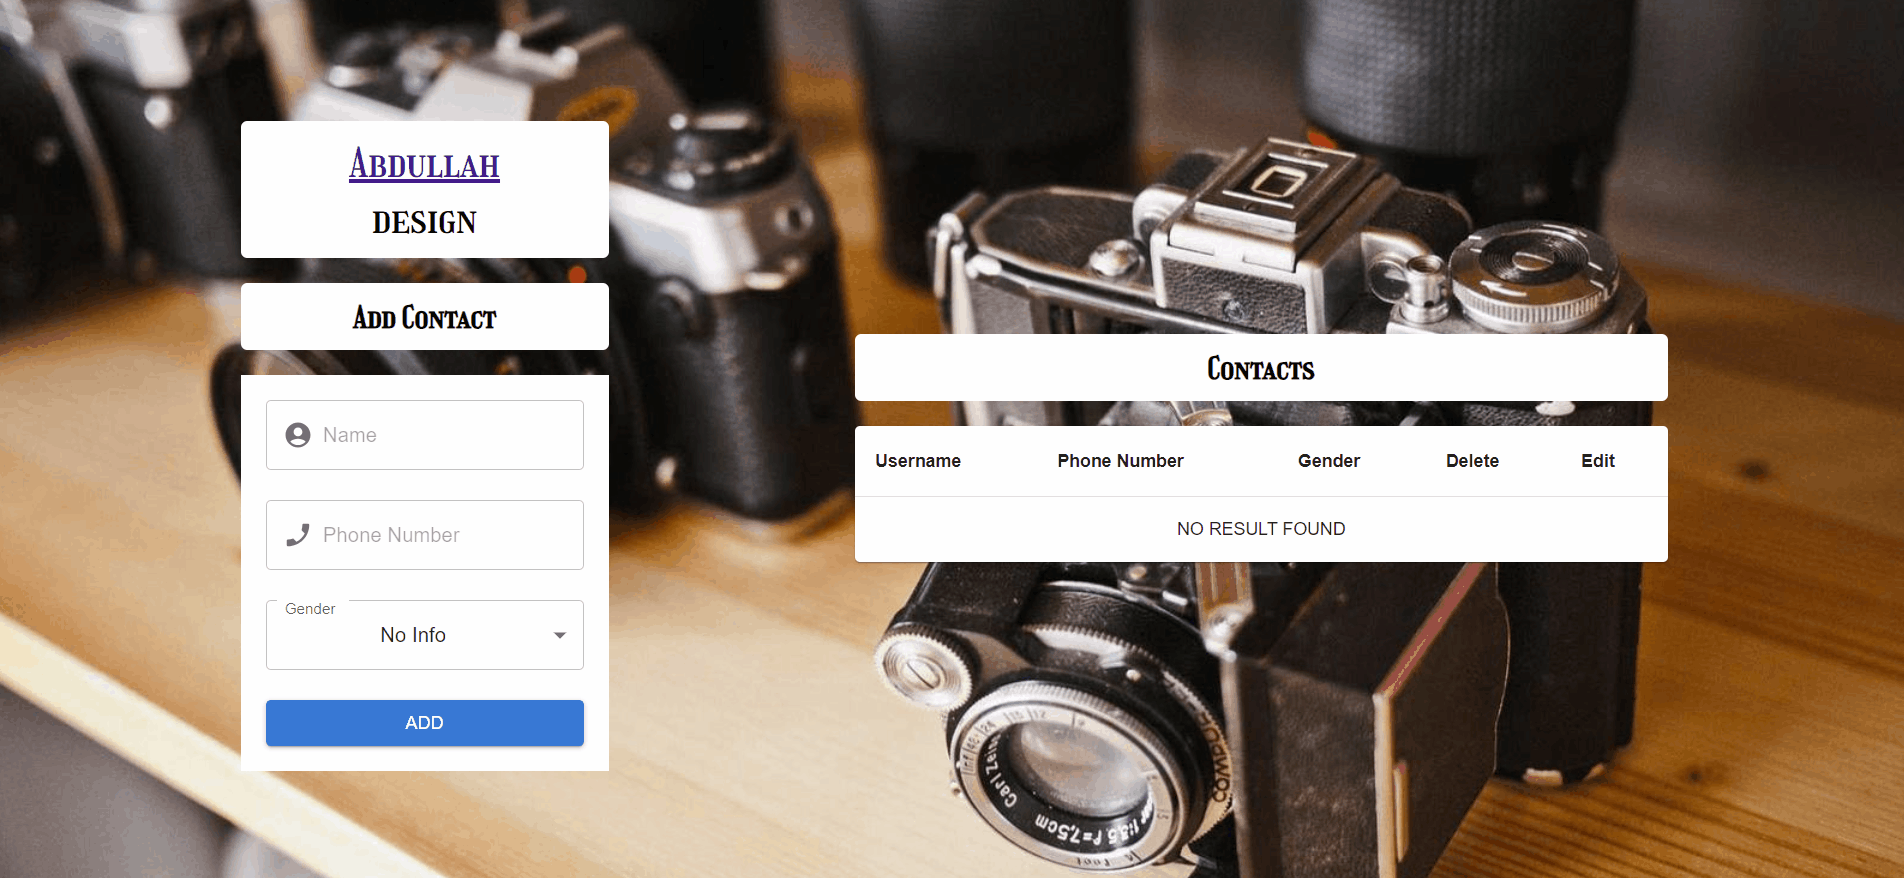 Abdullah
design
Add Contact
Name
Phone Number
Gender
No Info
ADD
Contacts
Username Phone Number Gender Delete Edit
NO RESULT FOUND
COMPUR
Carl Zeiss
1:3,5 f=7,5cm